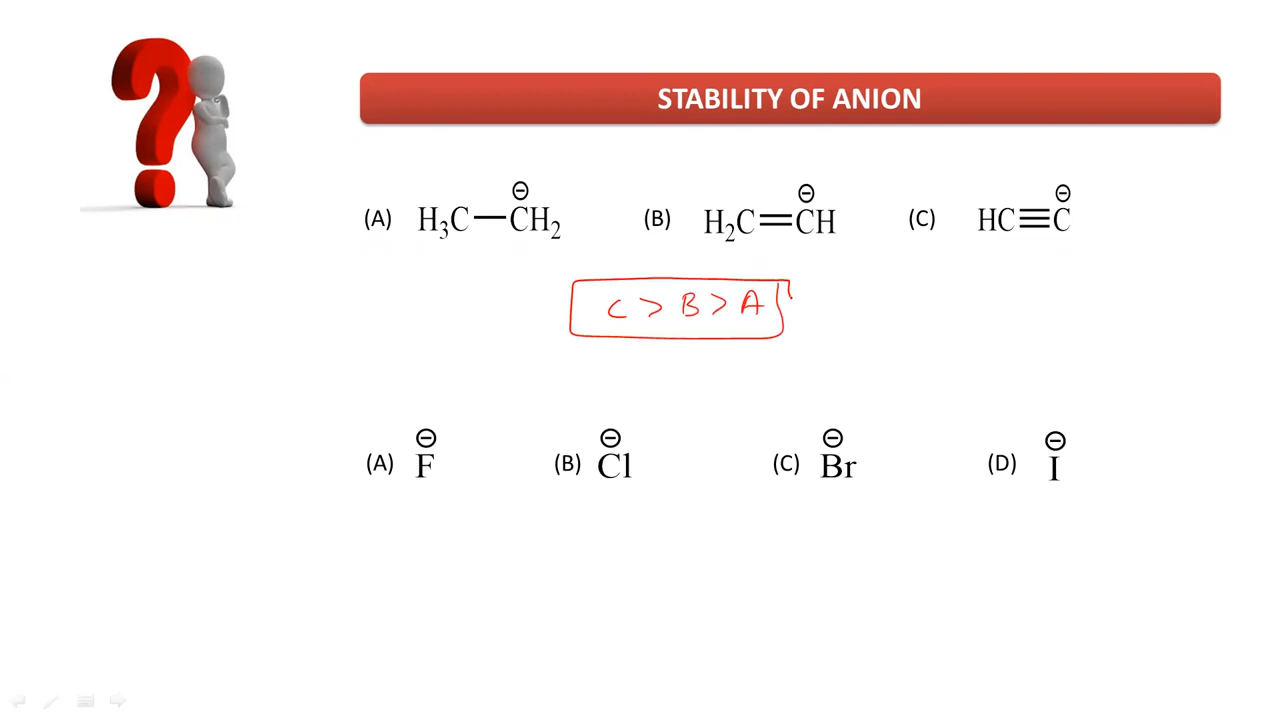 STABILITY OF ANION
(A) H₃C—C⊖H₂ (B) H₂C=C⊖H (C) HC≡C⊖
C > B > A
(A) F⊖ (B) Cl⊖ (C) Br⊖ (D) I⊖